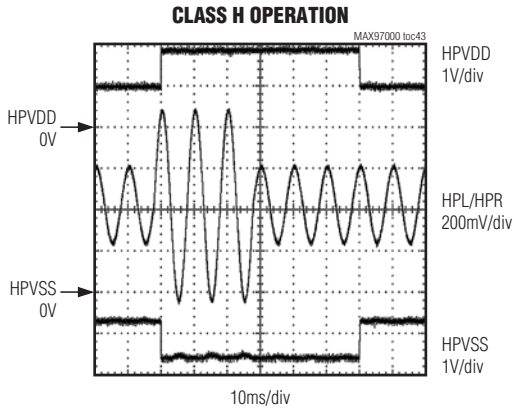 CLASS H OPERATION
MAX97000 toc43
HPVDD
1V/div
HPVDD
0V
HPL/HPR
200mV/div
HPVSS
0V
HPVSS
1V/div
10ms/div